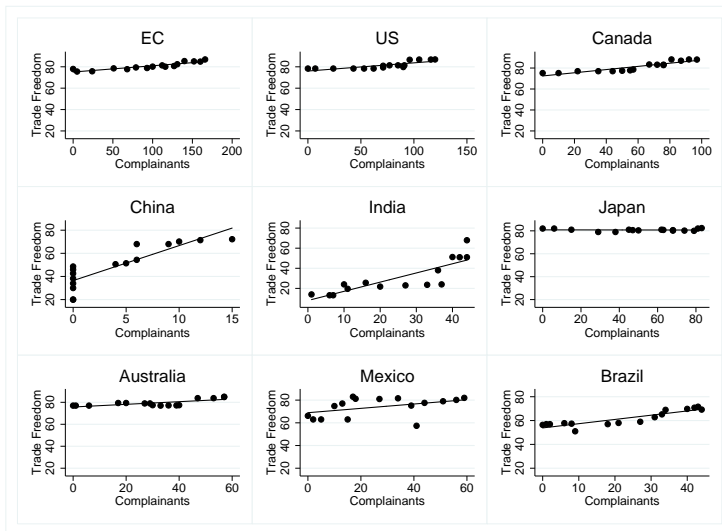 EC
Trade Freedom
80
60
40
20
0 50 100 150 200
Complainants
US
Trade Freedom
80
60
40
20
0 50 100 150
Complainants
Canada
Trade Freedom
80
60
40
20
0 20 40 60 80 100
Complainants
China
Trade Freedom
80
60
40
20
0 5 10 15
Complainants
India
Trade Freedom
80
60
40
20
0 10 20 30 40
Complainants
Japan
Trade Freedom
80
60
40
20
0 20 40 60 80
Complainants
Australia
Trade Freedom
80
60
40
20
0 20 40 60
Complainants
Mexico
Trade Freedom
80
60
40
20
0 20 40 60
Complainants
Brazil
Trade Freedom
80
60
40
20
0 10 20 30 40
Complainants